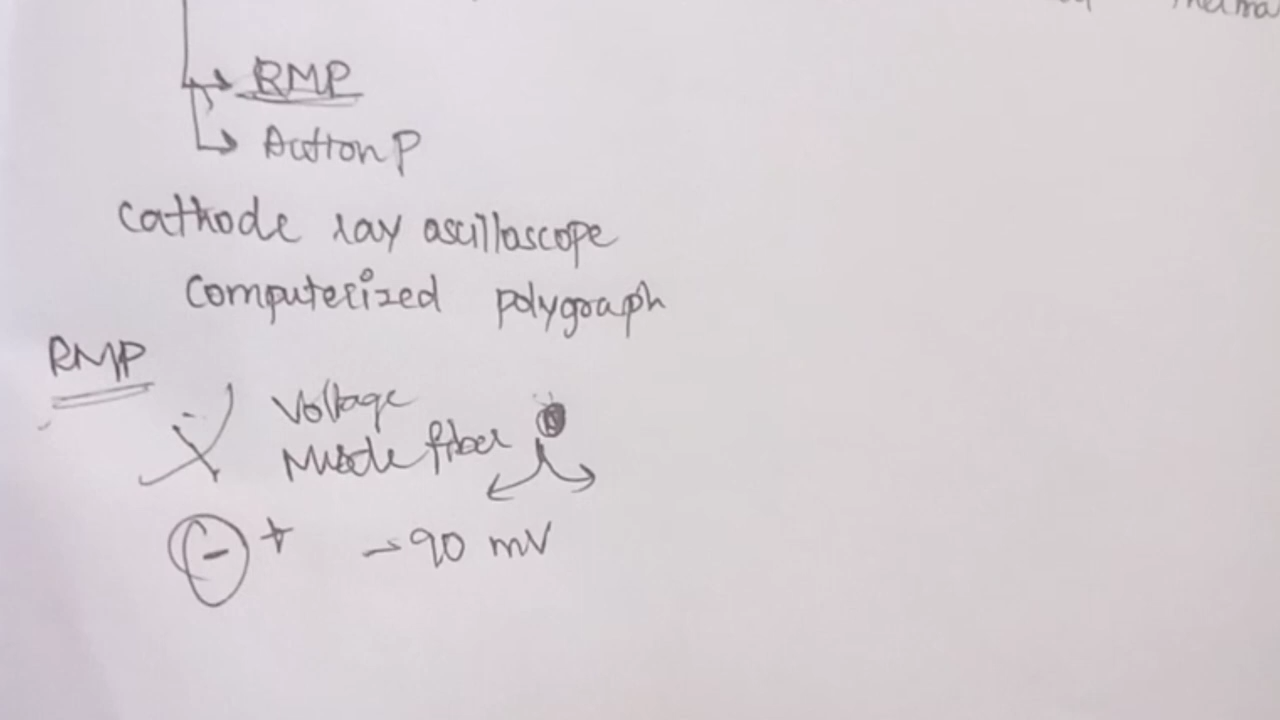 RMP
Action P
cathode ray oscilloscope
computerized polygraph
RMP
Voltage
Muscle fiber
- +
-90 mV